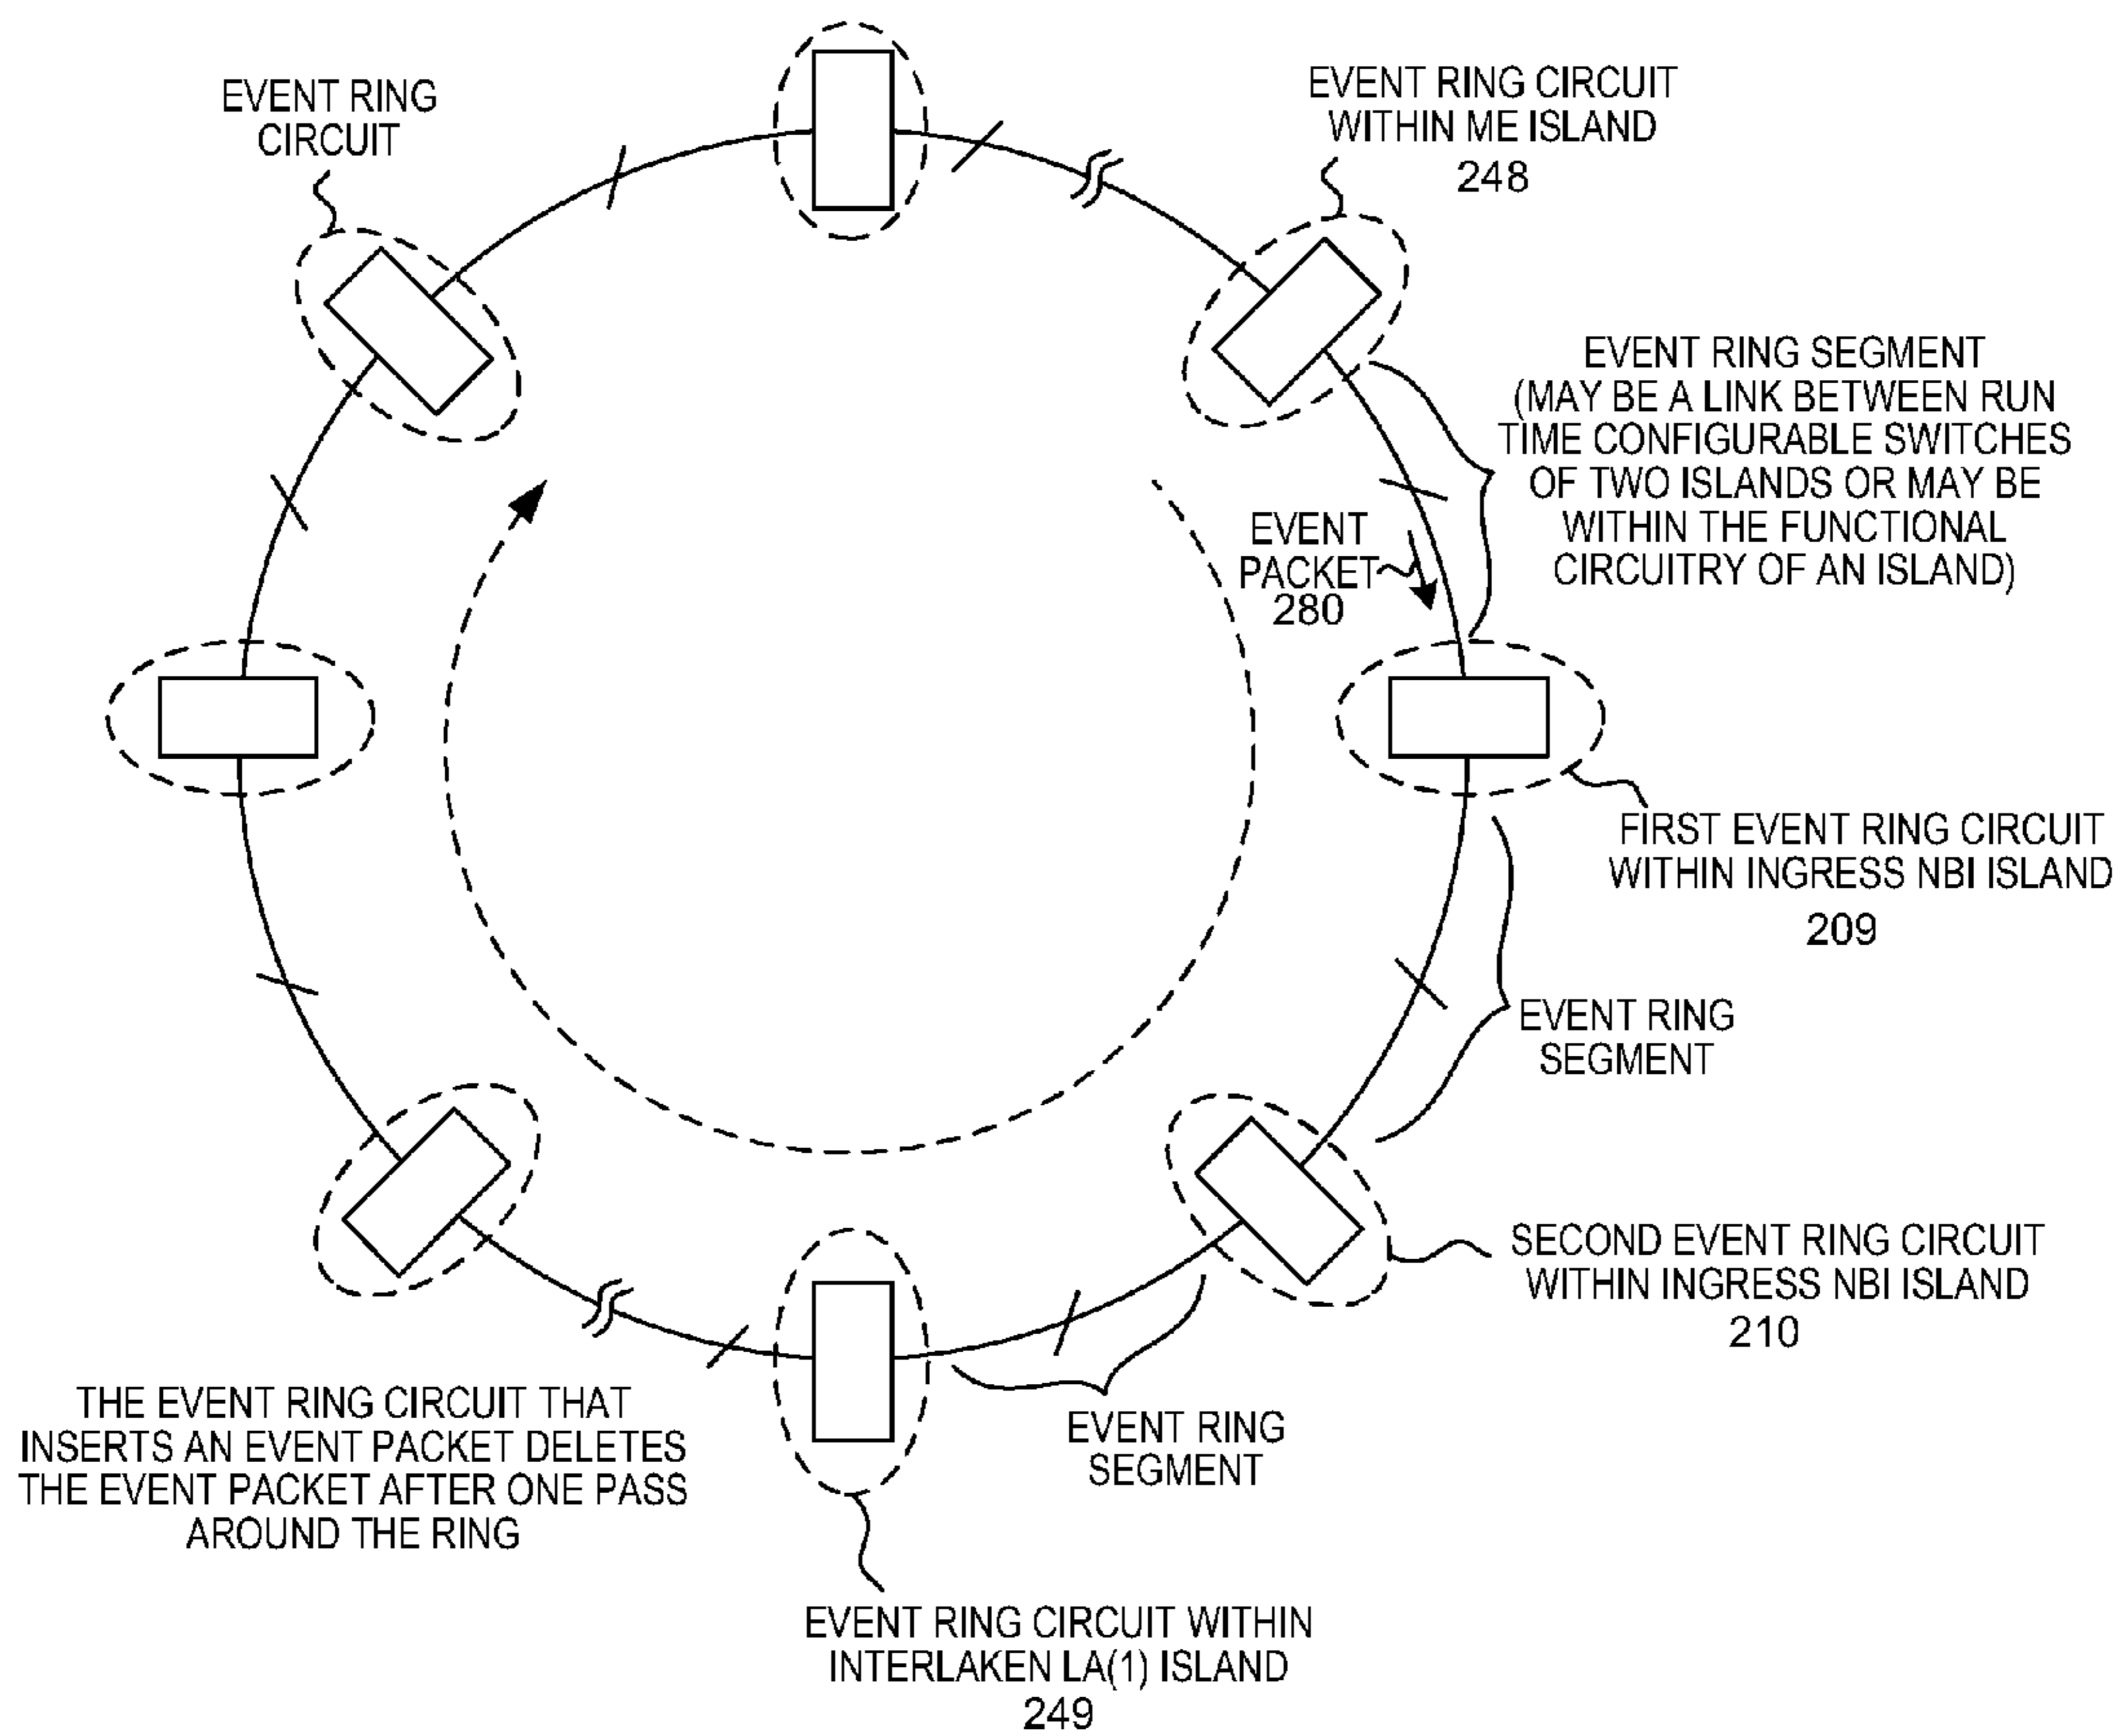 EVENT RING
CIRCUIT
EVENT RING CIRCUIT
WITHIN ME ISLAND
248
EVENT RING SEGMENT
(MAY BE A LINK BETWEEN RUN
TIME CONFIGURABLE SWITCHES
OF TWO ISLANDS OR MAY BE
WITHIN THE FUNCTIONAL
CIRCUITRY OF AN ISLAND)
EVENT
PACKET
280
FIRST EVENT RING CIRCUIT
WITHIN INGRESS NBI ISLAND
209
EVENT RING
SEGMENT
SECOND EVENT RING CIRCUIT
WITHIN INGRESS NBI ISLAND
210
EVENT RING
SEGMENT
THE EVENT RING CIRCUIT THAT
INSERTS AN EVENT PACKET DELETES
THE EVENT PACKET AFTER ONE PASS
AROUND THE RING
EVENT RING CIRCUIT WITHIN
INTERLAKEN LA(1) ISLAND
249